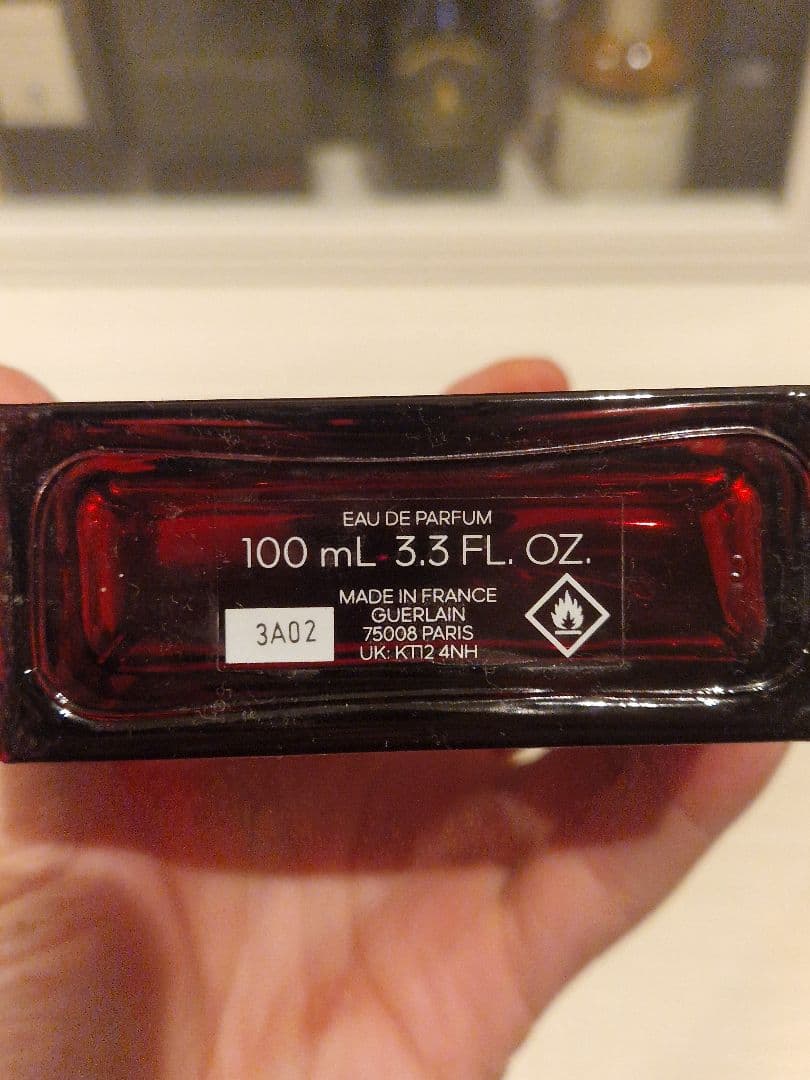 EAU DE PARFUM
100 mL 3.3 FL. OZ.
MADE IN FRANCE
GUERLAIN
75008 PARIS
UK: KT12 4NH
3A02